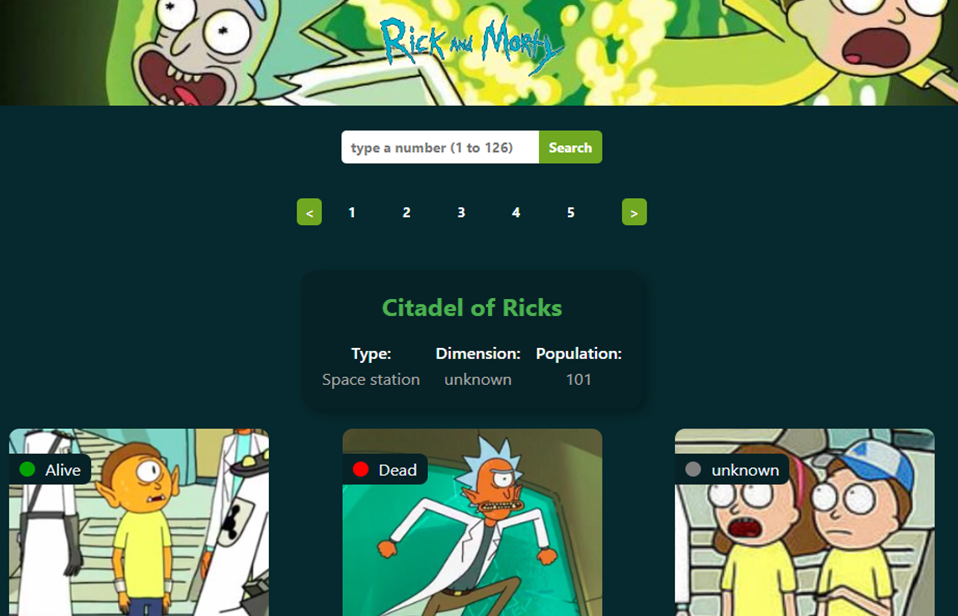 Rick and Morty
type a number (1 to 126) Search
< 1 2 3 4 5 >
Citadel of Ricks
Type: Dimension: Population:
Space station unknown 101
Alive Dead unknown